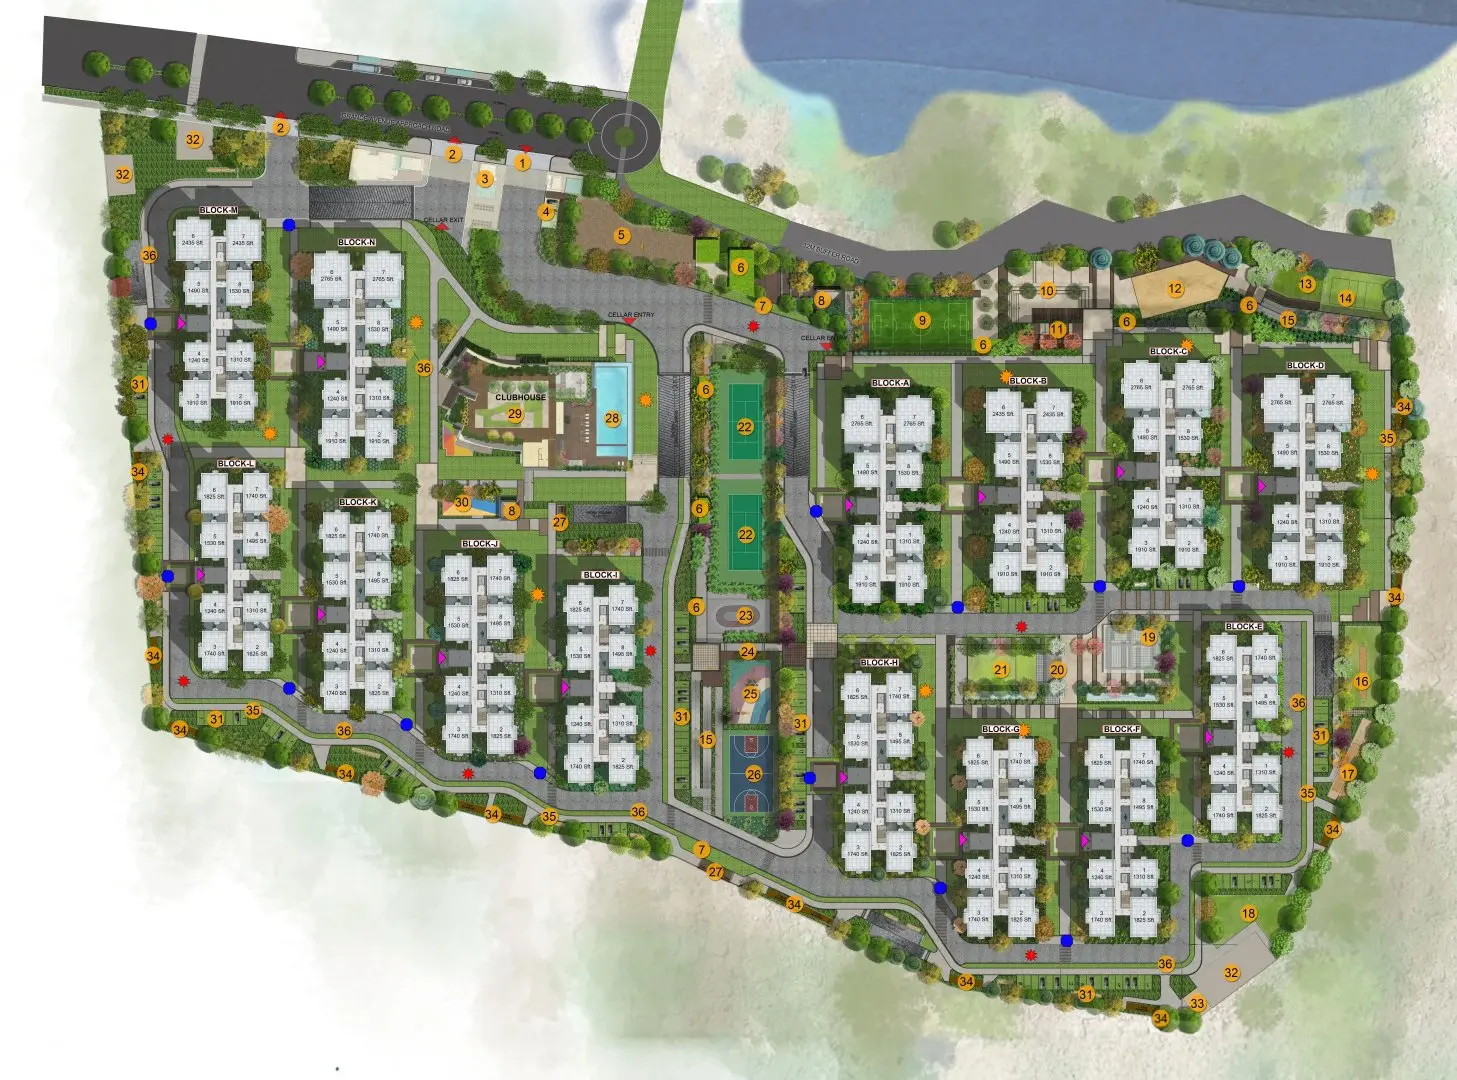 GRANDE AVENUE APPROACH ROAD
2
32
2
1
32
3
4
CELLAR EXIT
5
12M BUFFER ROAD
6
7
8
CELLAR ENTRY
CELLAR ENTRY
9
10
11
12
13
14
6
6
6
15
BLOCK-M
6
2435 Sft.
7
2435 Sft.
5
1490 Sft.
8
1530 Sft.
4
1240 Sft.
1
1310 Sft.
3
1910 Sft.
2
1910 Sft.
36
31
BLOCK-N
6
2765 Sft.
7
2765 Sft.
5
1490 Sft.
8
1530 Sft.
4
1240 Sft.
1
1310 Sft.
3
1910 Sft.
2
1910 Sft.
36
CLUBHOUSE
29
28
30
8
27
6
22
6
22
6
23
24
25
26
15
31
31
BLOCK-A
6
2765 Sft.
7
2765 Sft.
5
1490 Sft.
8
1530 Sft.
4
1240 Sft.
1
1310 Sft.
3
1910 Sft.
2
1910 Sft.
BLOCK-B
6
2435 Sft.
7
2435 Sft.
5
1490 Sft.
8
1530 Sft.
4
1240 Sft.
1
1310 Sft.
3
1910 Sft.
2
1910 Sft.
BLOCK-C
6
2765 Sft.
7
2765 Sft.
5
1490 Sft.
8
1530 Sft.
4
1240 Sft.
1
1310 Sft.
3
1910 Sft.
2
1910 Sft.
BLOCK-D
6
2765 Sft.
7
2765 Sft.
5
1490 Sft.
8
1530 Sft.
4
1240 Sft.
1
1310 Sft.
3
1910 Sft.
2
1910 Sft.
34
35
34
BLOCK-L
6
1825 Sft.
7
1740 Sft.
5
1530 Sft.
8
1495 Sft.
4
1240 Sft.
1
1310 Sft.
3
1740 Sft.
2
1825 Sft.
34
34
BLOCK-K
6
1825 Sft.
7
1740 Sft.
5
1530 Sft.
8
1495 Sft.
4
1240 Sft.
1
1310 Sft.
3
1740 Sft.
2
1825 Sft.
BLOCK-J
6
1825 Sft.
7
1740 Sft.
5
1530 Sft.
8
1495 Sft.
4
1240 Sft.
1
1310 Sft.
3
1740 Sft.
2
1825 Sft.
BLOCK-I
6
1825 Sft.
7
1740 Sft.
5
1530 Sft.
8
1495 Sft.
4
1240 Sft.
1
1310 Sft.
3
1740 Sft.
2
1825 Sft.
BLOCK-H
6
1825 Sft.
7
1740 Sft.
5
1530 Sft.
8
1495 Sft.
4
1240 Sft.
1
1310 Sft.
3
1740 Sft.
2
1825 Sft.
21
20
19
BLOCK-E
6
1825 Sft.
7
1740 Sft.
5
1530 Sft.
8
1495 Sft.
4
1240 Sft.
1
1310 Sft.
3
1740 Sft.
2
1825 Sft.
16
36
31
17
35
34
BLOCK-G
6
1825 Sft.
7
1740 Sft.
5
1530 Sft.
8
1495 Sft.
4
1240 Sft.
1
1310 Sft.
3
1740 Sft.
2
1825 Sft.
BLOCK-F
6
1825 Sft.
7
1740 Sft.
5
1530 Sft.
8
1495 Sft.
4
1240 Sft.
1
1310 Sft.
3
1740 Sft.
2
1825 Sft.
34
31
35
36
34
34
35
36
7
27
34
18
36
32
34
31
33
34